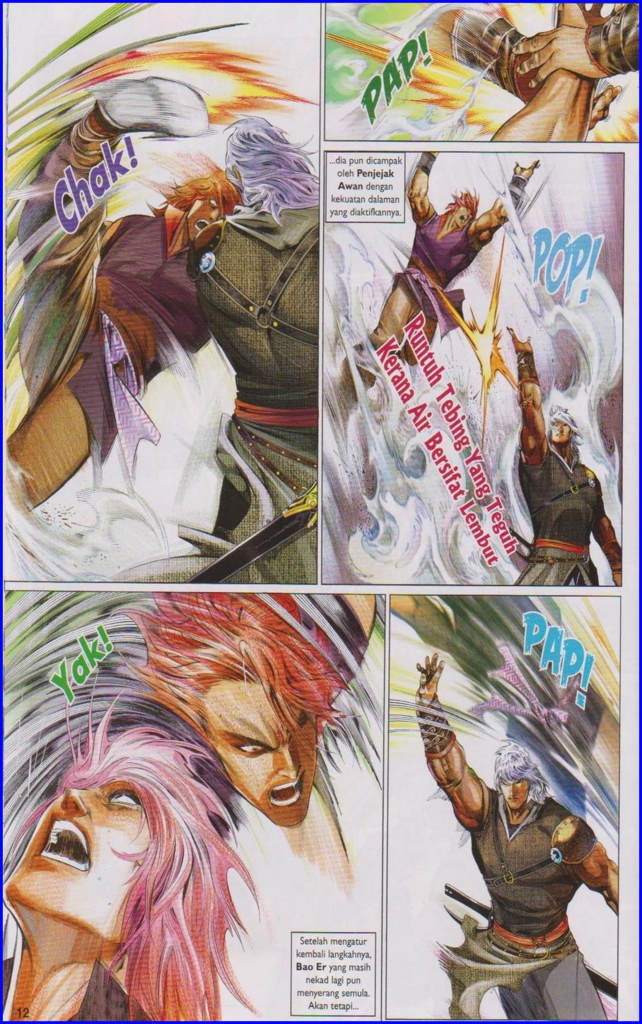 Chak!
PAP!
...dia pun dicampak
oleh Penjejak
Awan dengan
kekuatan dalaman
yang diaktifkannya.
POP!
Runtuh Tebing Yang Teguh
Kerana Air Bersifat Lembut
Yak!
Setelah mengatur
kembali langkahnya,
Bao Er yang masih
nekad lagi pun
menyerang semula.
Akan tetapi...
PAP!
12